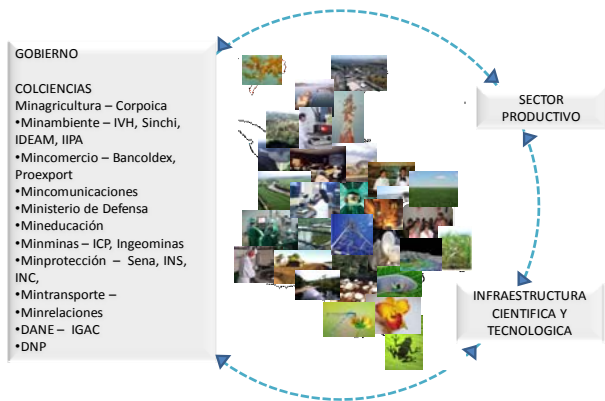 GOBIERNO
COLCIENCIAS
Minagricultura – Corpoica
•Minambiente – IVH, Sinchi,
IDEAM, IIPA
•Mincomercio – Bancoldex,
Proexport
•Mincomunicaciones
•Ministerio de Defensa
•Mineducación
•Minminas – ICP, Ingeominas
•Minprotección – Sena, INS,
INC,
•Mintransporte –
•Minrelaciones
•DANE – IGAC
•DNP
SECTOR
PRODUCTIVO
INFRAESTRUCTURA
CIENTIFICA Y
TECNOLOGICA